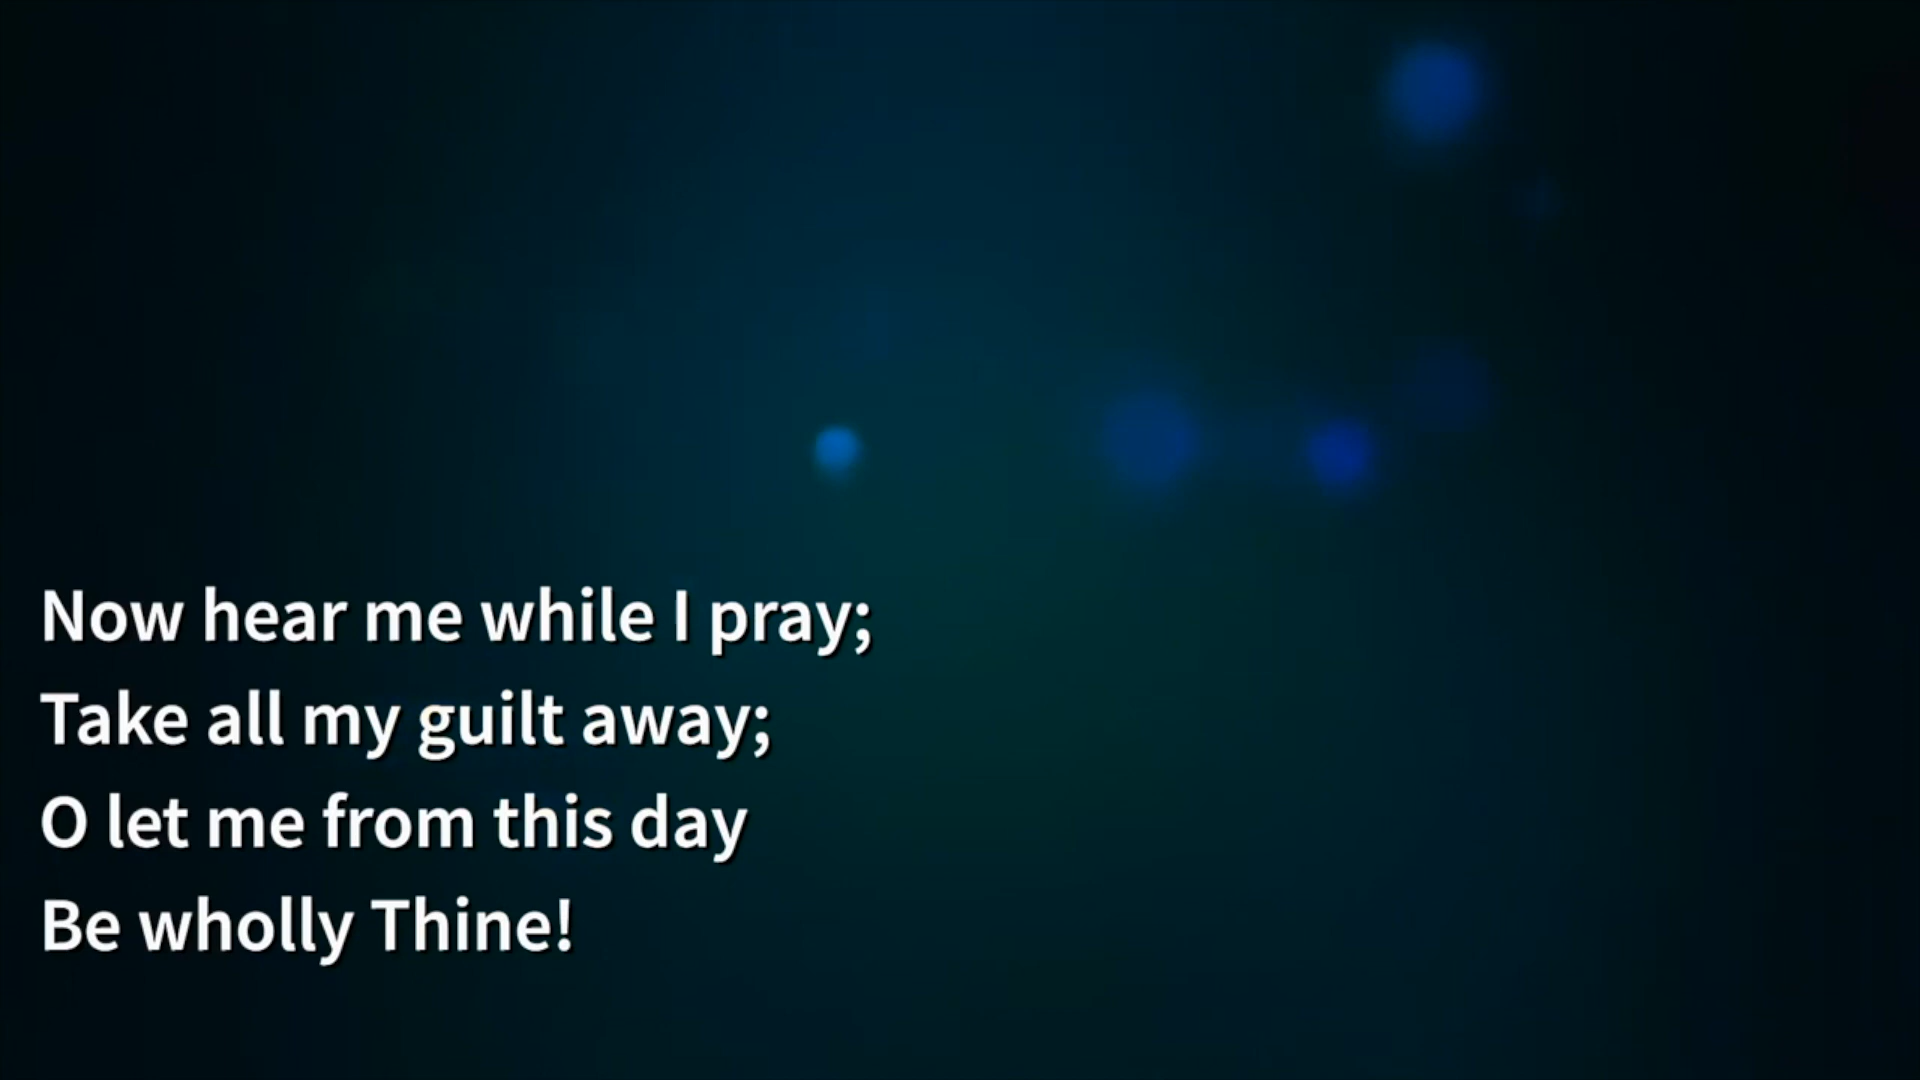 Now hear me while I pray;
Take all my guilt away;
O let me from this day
Be wholly Thine!